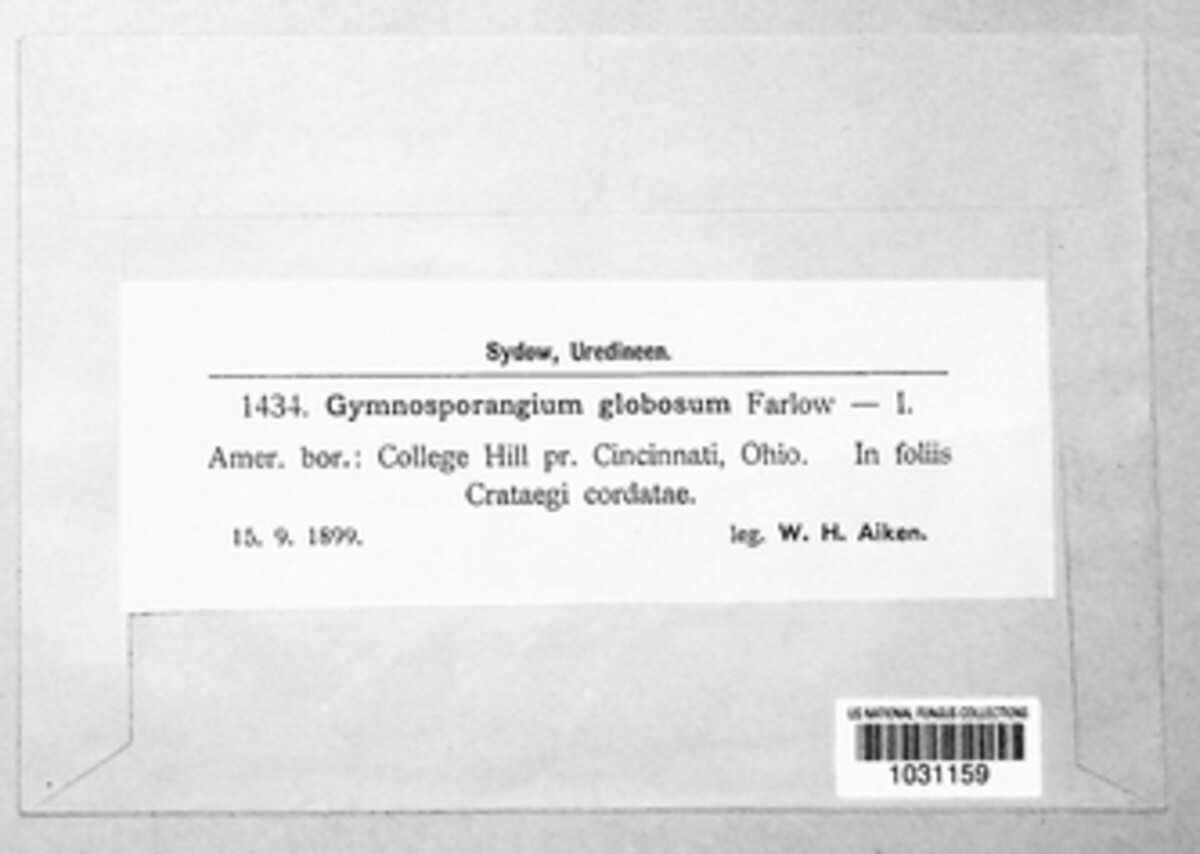 Sydow, Uredineen.
1434. Gymnosporangium globosum Farlow — I.
Amer. bor.: College Hill pr. Cincinnati, Ohio. In foliis
Crataegi cordatae.
15. 9. 1899. leg. W. H. Aiken.
US NATIONAL FUNGUS COLLECTIONS
1031159